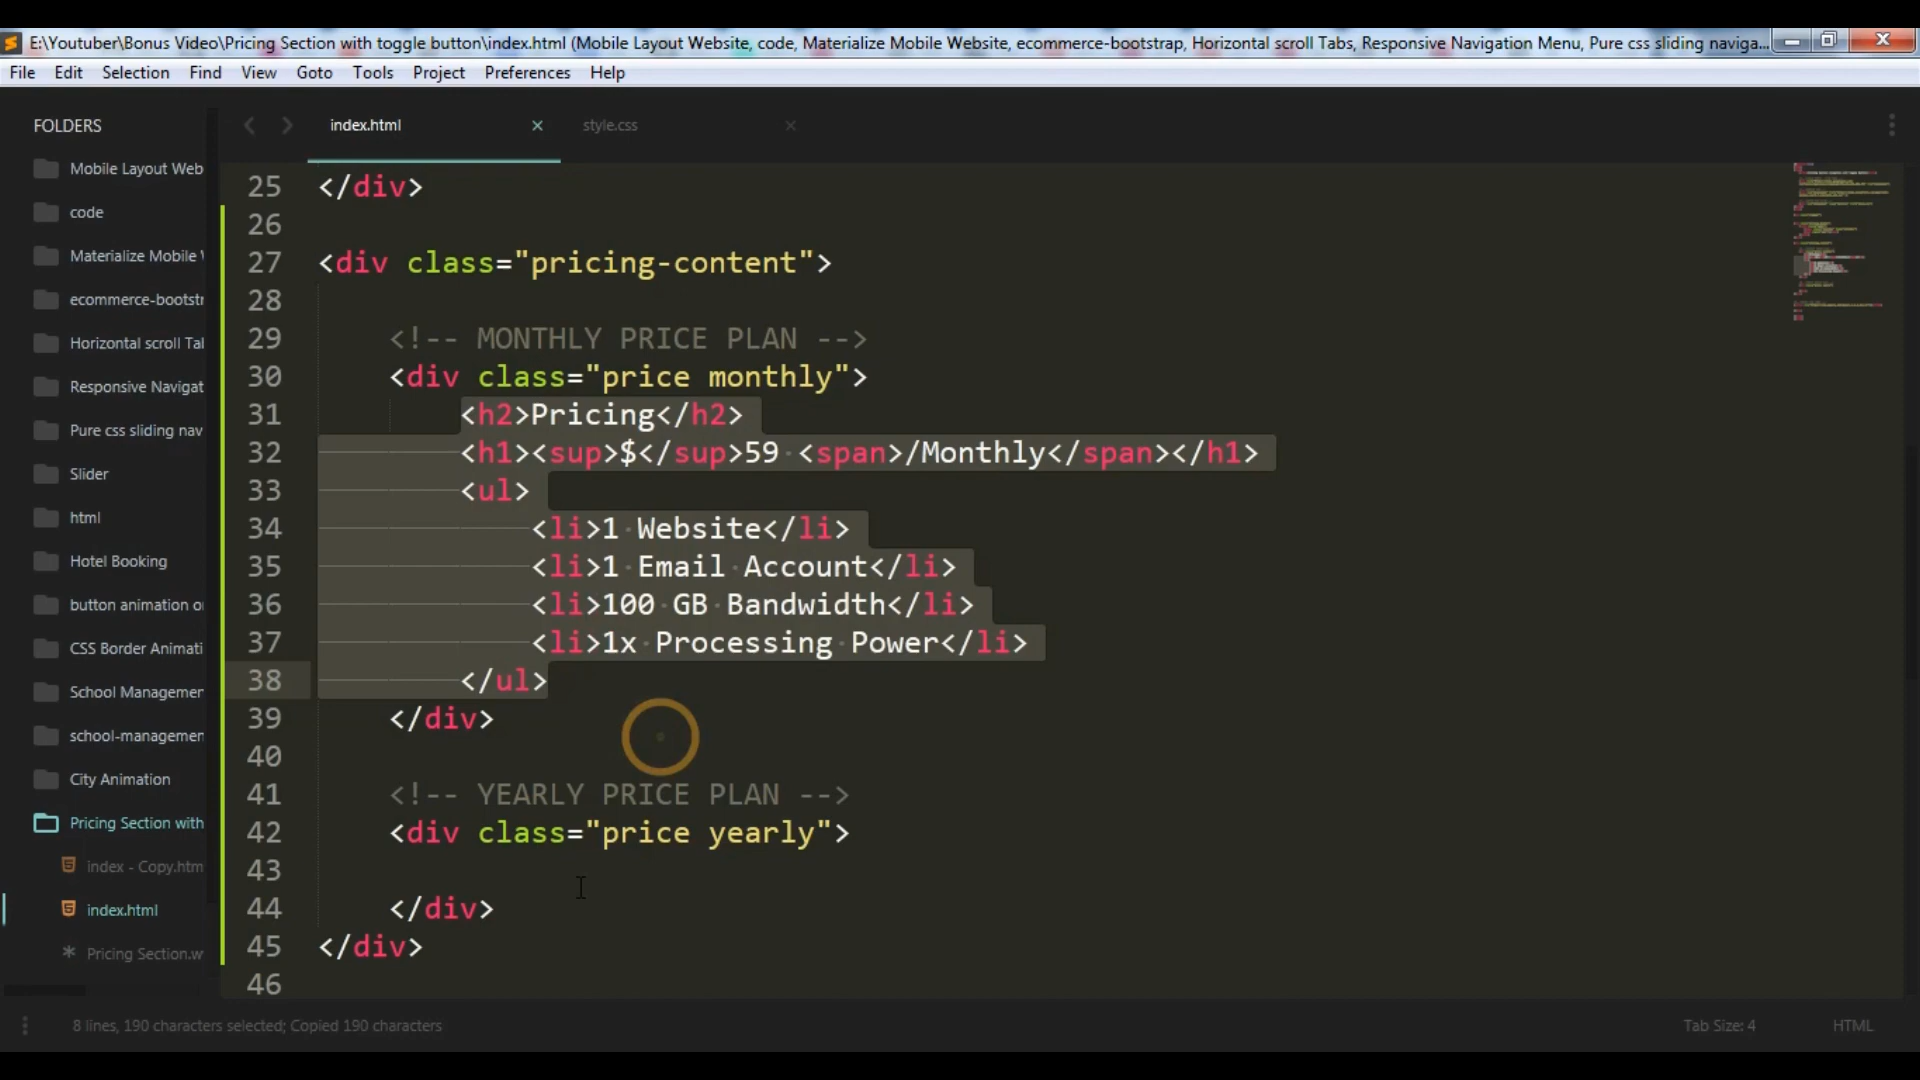 E:\Youtuber\Bonus Video\Pricing Section with toggle button\index.html (Mobile Layout Website, code, Materialize Mobile Website, ecommerce-bootstrap, Horizontal scroll Tabs, Responsive Navigation Menu, Pure css sliding naviga...
File Edit Selection Find View Goto Tools Project Preferences Help
FOLDERS
Mobile Layout Web
code
Materialize Mobile
ecommerce-bootstr
Horizontal scroll Tal
Responsive Navigat
Pure css sliding nav
Slider
html
Hotel Booking
button animation o
CSS Border Animati
School Managemer
school-managemen
City Animation
Pricing Section with
index - Copy.htm
index.html
Pricing Section.w
index.html × style.css ×
25 </div>
26
27 <div class="pricing-content">
28
29 <!-- MONTHLY PRICE PLAN -->
30 <div class="price monthly">
31 <h2>Pricing</h2>
32 <h1><sup>$</sup>59 <span>/Monthly</span></h1>
33 <ul>
34 <li>1 Website</li>
35 <li>1 Email Account</li>
36 <li>100 GB Bandwidth</li>
37 <li>1x Processing Power</li>
38 </ul>
39 </div>
40
41 <!-- YEARLY PRICE PLAN -->
42 <div class="price yearly">
43
44 </div>
45 </div>
46
8 lines, 190 characters selected; Copied 190 characters
Tab Size: 4 HTML